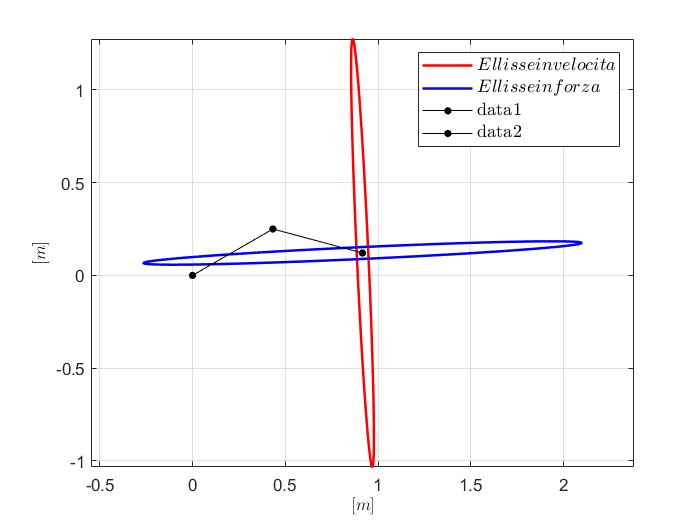 Ellisseinvelocita
Ellisseinforza
data1
data2
1
0.5
0
-0.5
-1
[m]
-0.5 0 0.5 1 1.5 2
[m]